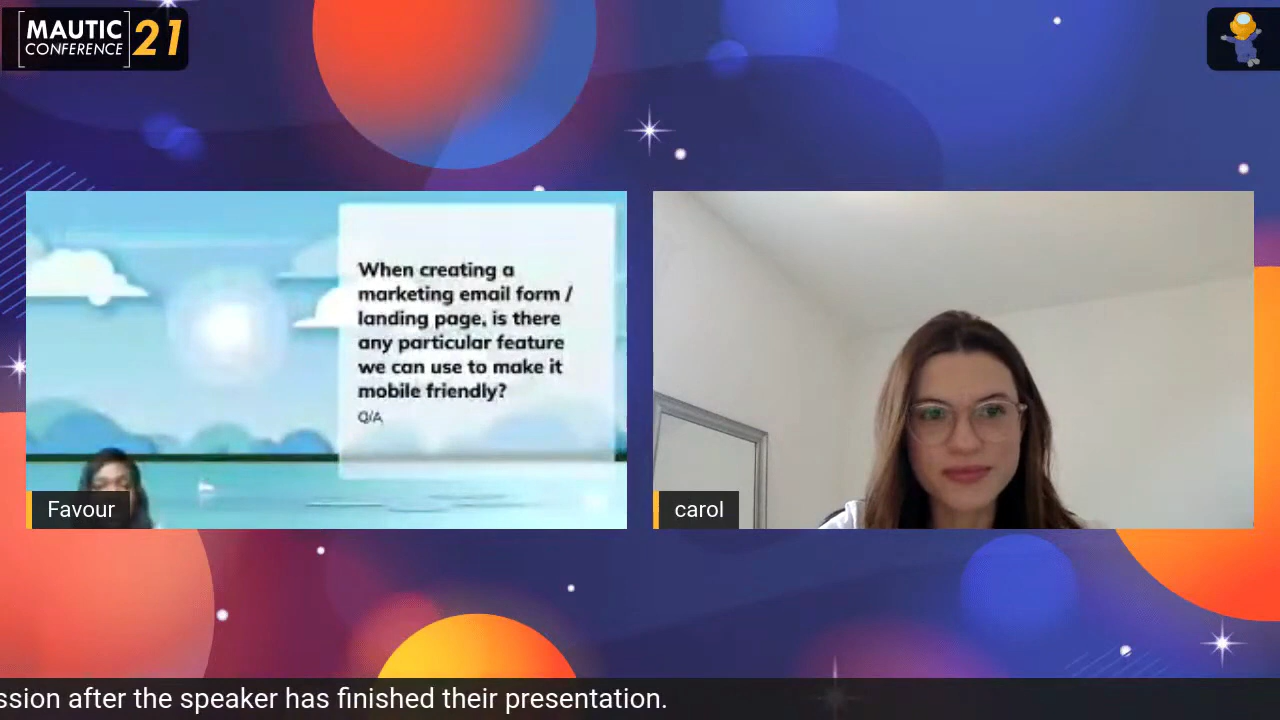 MAUTIC
CONFERENCE 21
When creating a
marketing email form /
landing page, is there
any particular feature
we can use to make it
mobile friendly?
Q/A
Favour
carol
ssion after the speaker has finished their presentation.